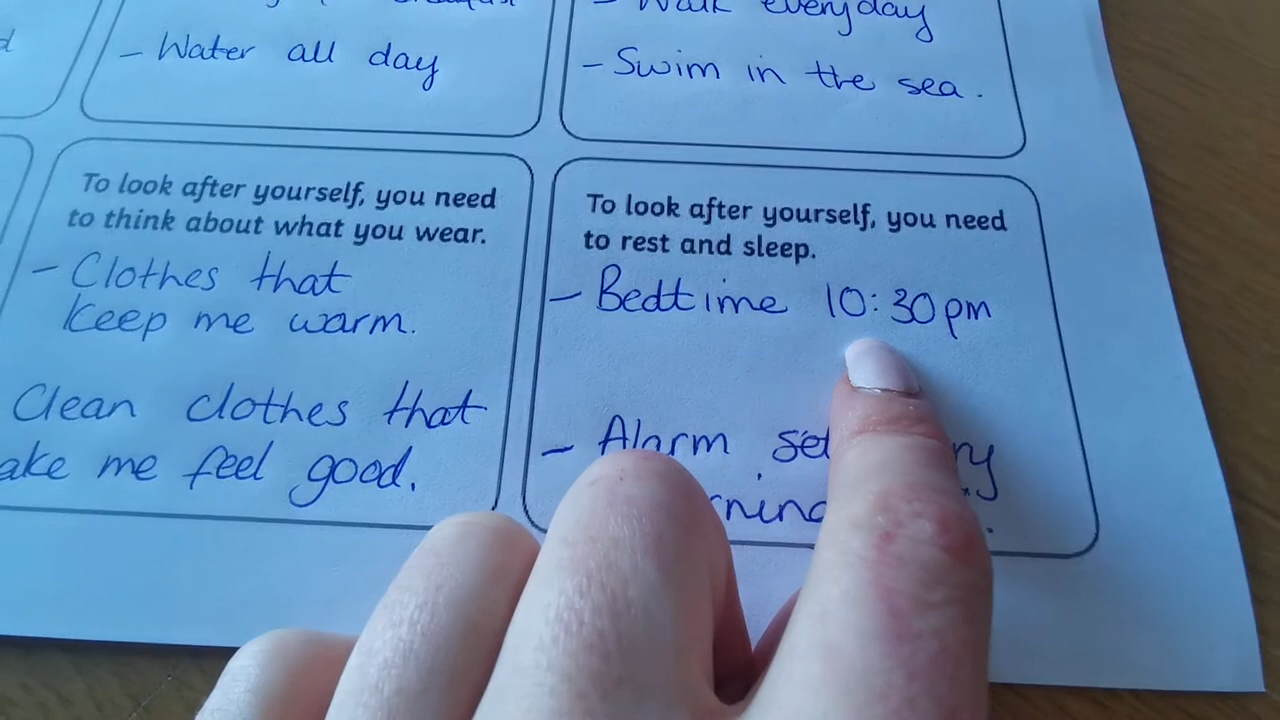 - Water all day
- Walk everyday
- Swim in the sea.
To look after yourself, you need
to think about what you wear.
- Clothes that
keep me warm.
Clean clothes that
me feel good.
To look after yourself, you need
to rest and sleep.
- Bedtime 10:30pm
- Alarm